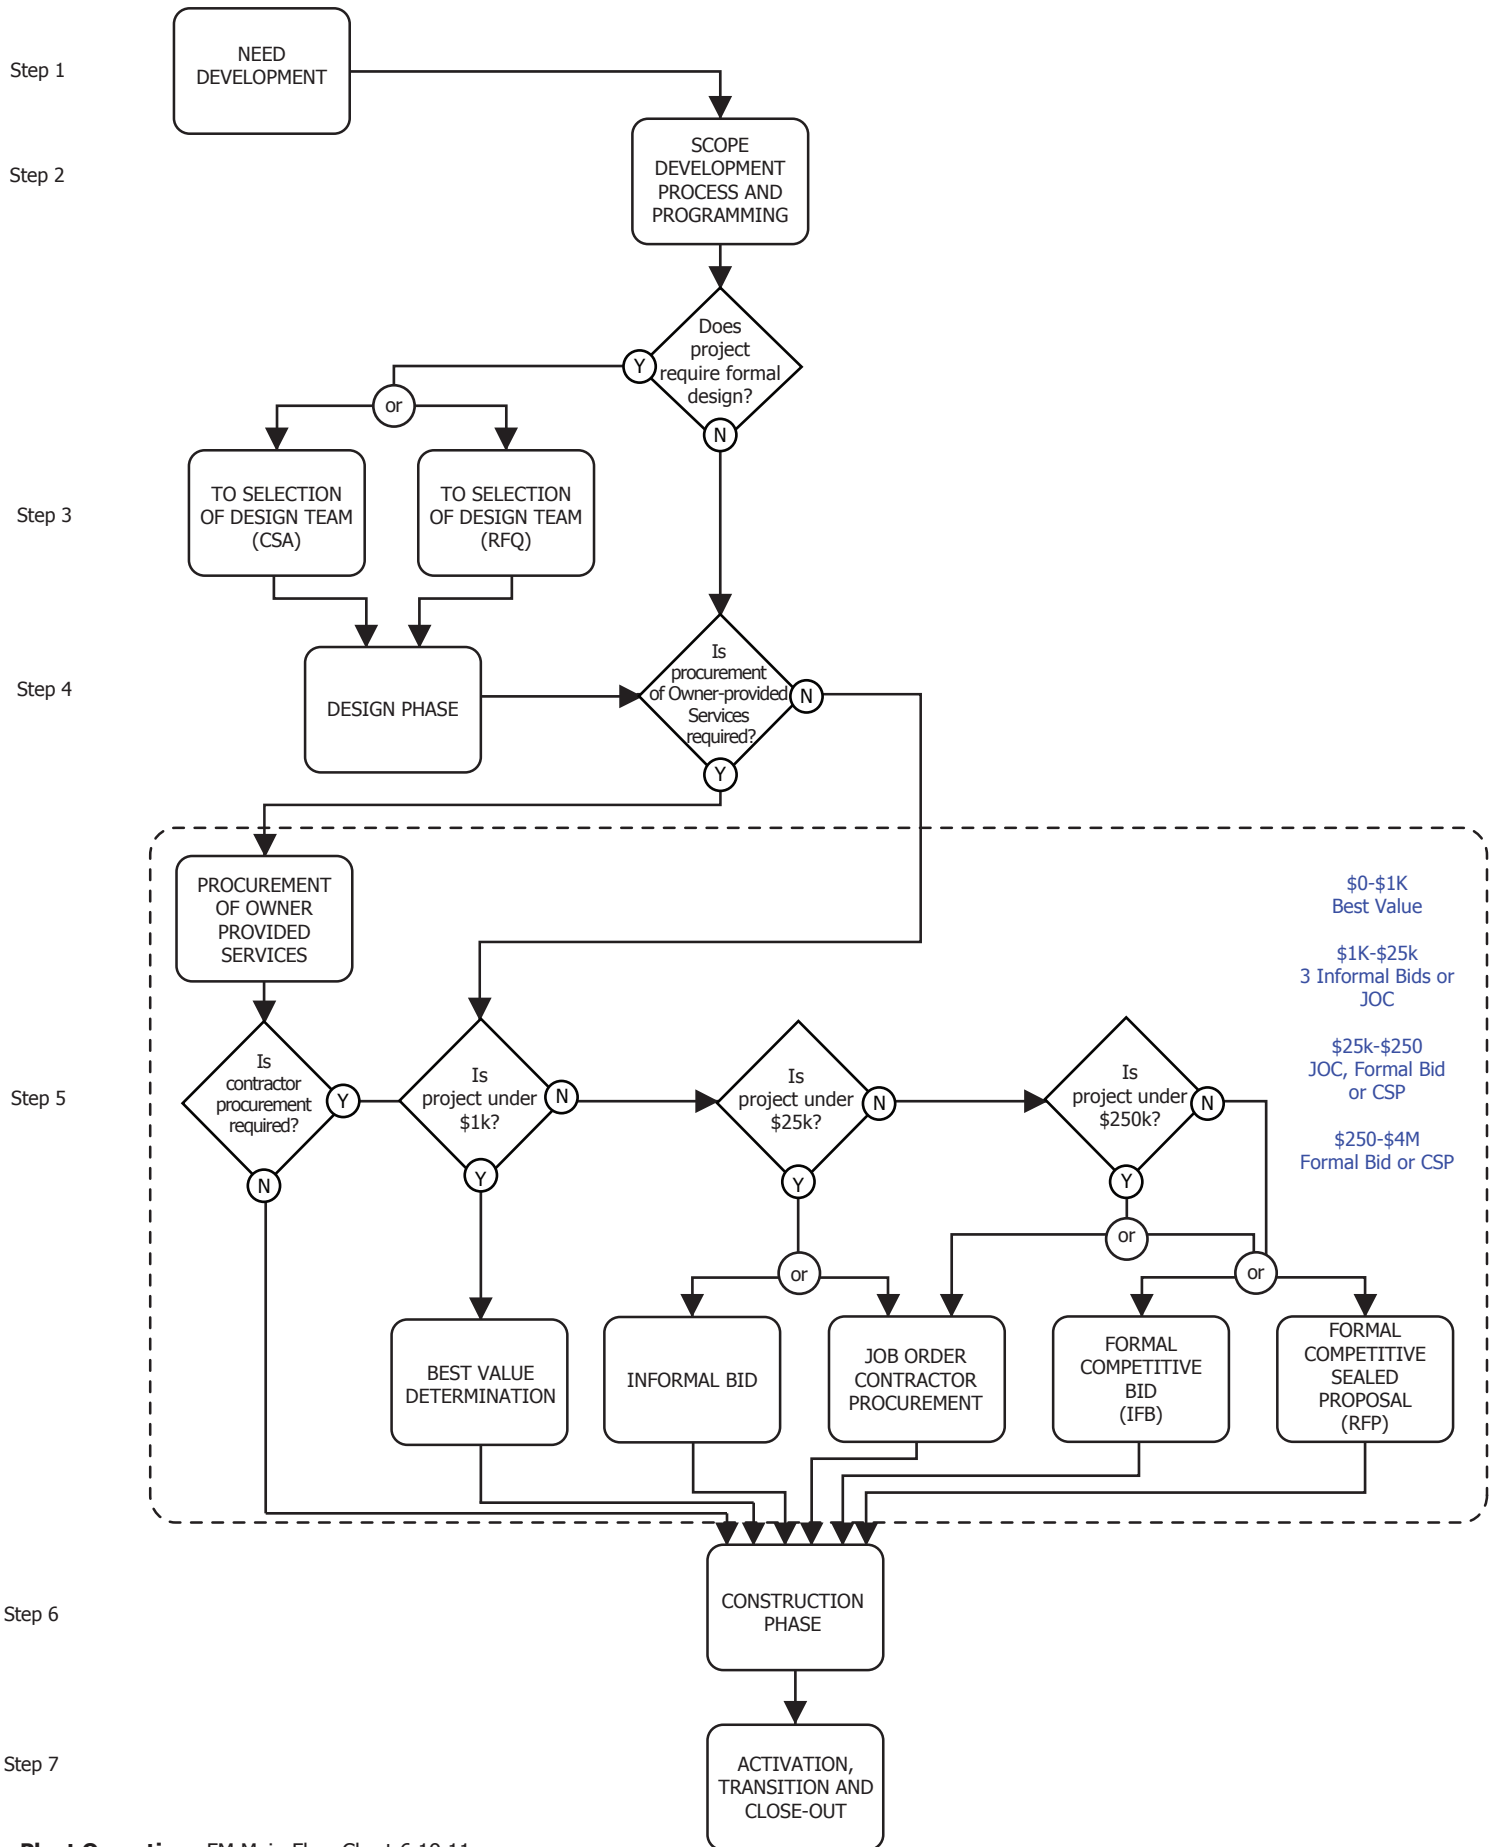 Step 1
NEED
DEVELOPMENT
Step 2
SCOPE
DEVELOPMENT
PROCESS AND
PROGRAMMING
Does
project
require formal
design?
Y
N
or
Step 3
TO SELECTION
OF DESIGN TEAM
(CSA)
TO SELECTION
OF DESIGN TEAM
(RFQ)
Step 4
DESIGN PHASE
Is
procurement
of Owner-provided
Services
required?
N
Y
PROCUREMENT
OF OWNER
PROVIDED
SERVICES
$0-$1K
Best Value
$1K-$25k
3 Informal Bids or
JOC
$25k-$250
JOC, Formal Bid
or CSP
$250-$4M
Formal Bid or CSP
Step 5
Is
contractor
procurement
required?
Y
N
Is
project under
$1k?
N
Y
Is
project under
$25k?
N
Y
Is
project under
$250k?
N
Y
or
or
or
BEST VALUE
DETERMINATION
INFORMAL BID
JOB ORDER
CONTRACTOR
PROCUREMENT
FORMAL
COMPETITIVE
BID
(IFB)
FORMAL
COMPETITIVE
SEALED
PROPOSAL
(RFP)
Step 6
CONSTRUCTION
PHASE
Step 7
ACTIVATION,
TRANSITION AND
CLOSE-OUT